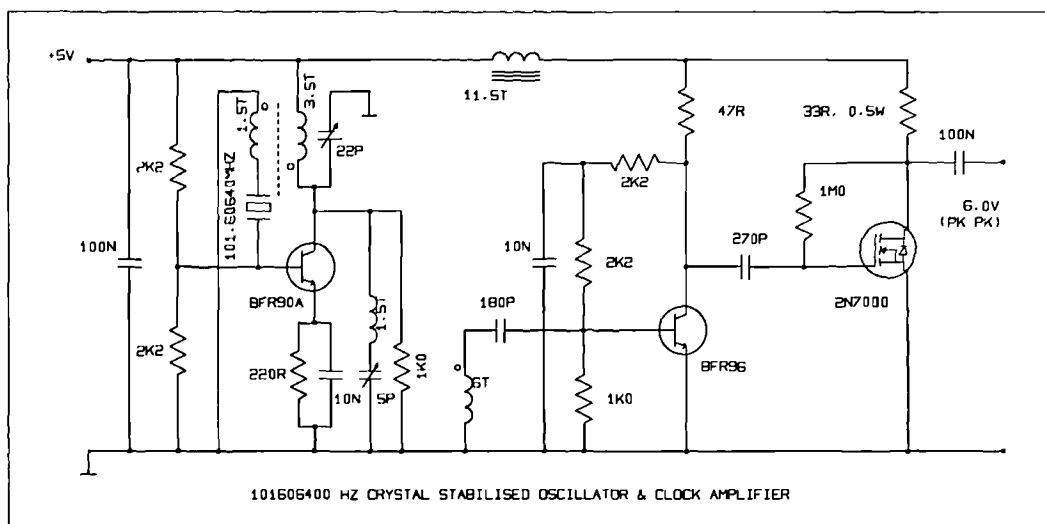 +5V
100N
2K2
2K2
1.5T
101.60640MHZ
3.5T
22P
BFR90A
220R
10N
1.5T
5P
1K0
11.5T
47R
2K2
10N
2K2
180P
6T
1K0
BFR96
270P
33R, 0.5W
1M0
100N
6.0V
(PK PK)
2N7000
101606400 HZ CRYSTAL STABILISED OSCILLATOR & CLOCK AMPLIFIER